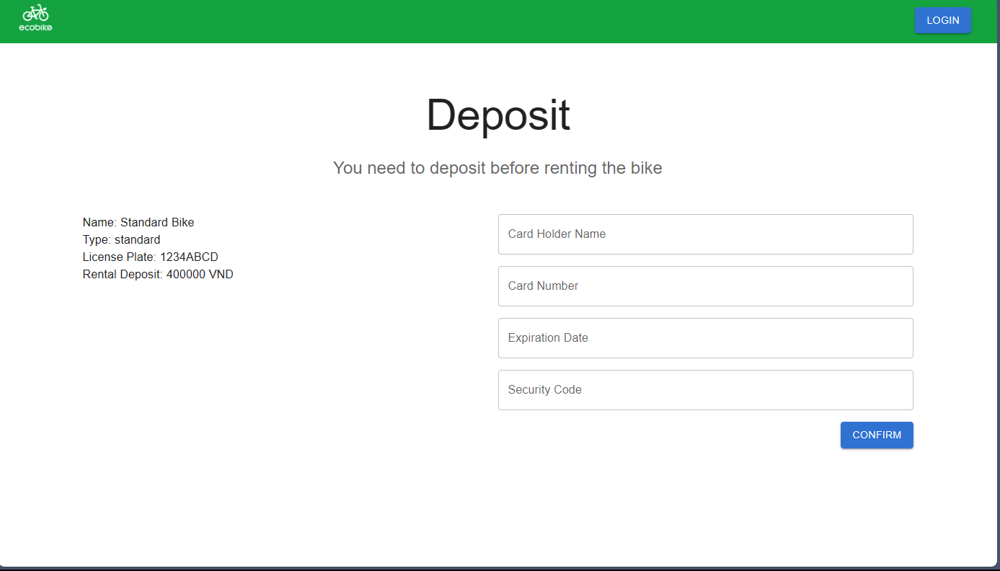 ecobike
LOGIN
Deposit
You need to deposit before renting the bike
Name: Standard Bike
Type: standard
License Plate: 1234ABCD
Rental Deposit: 400000 VND
Card Holder Name
Card Number
Expiration Date
Security Code
CONFIRM